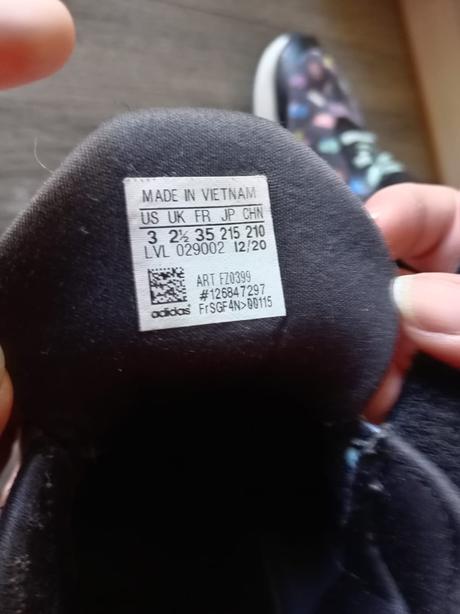 MADE IN VIETNAM
US UK FR JP CHN
3 2½ 35 215 210
LVL 029002 12/20
ART FZ0399
#126847297
adidas FrSGF4N>00115